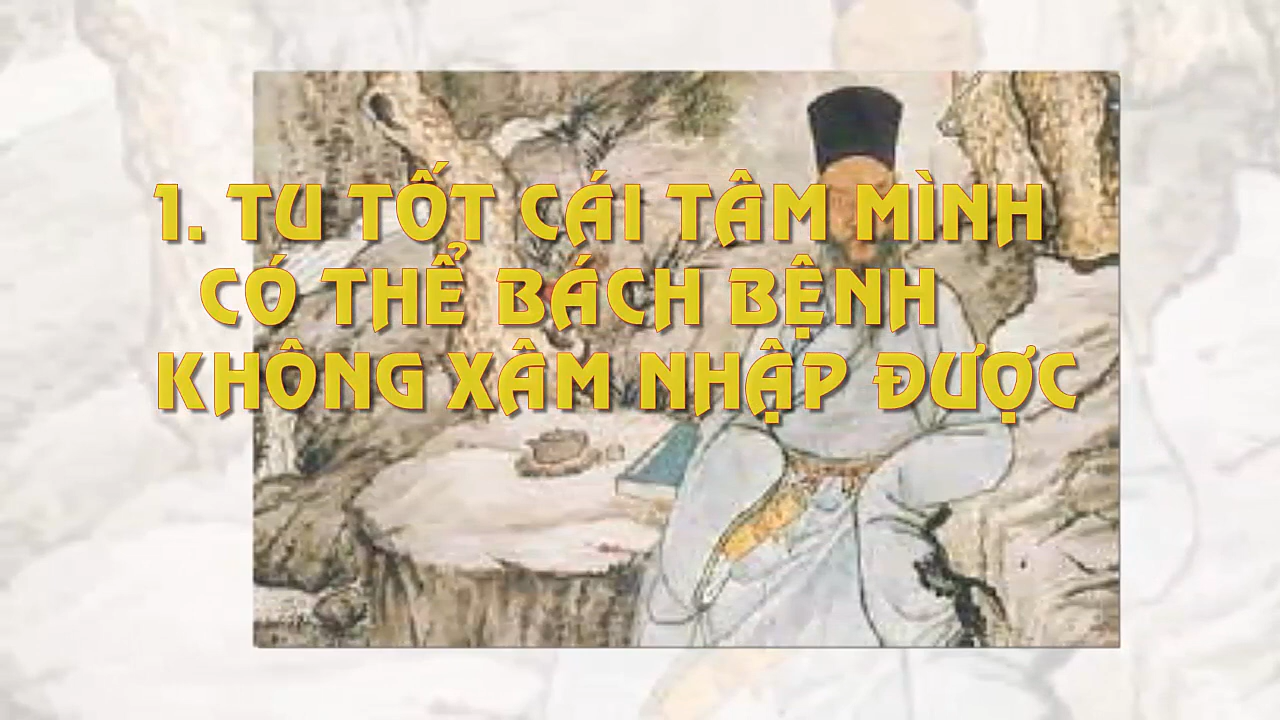 1. TU TỐT CÁI TÂM MÌNH
CÓ THỂ BÁCH BỆNH
KHÔNG XÂM NHẬP ĐƯỢC